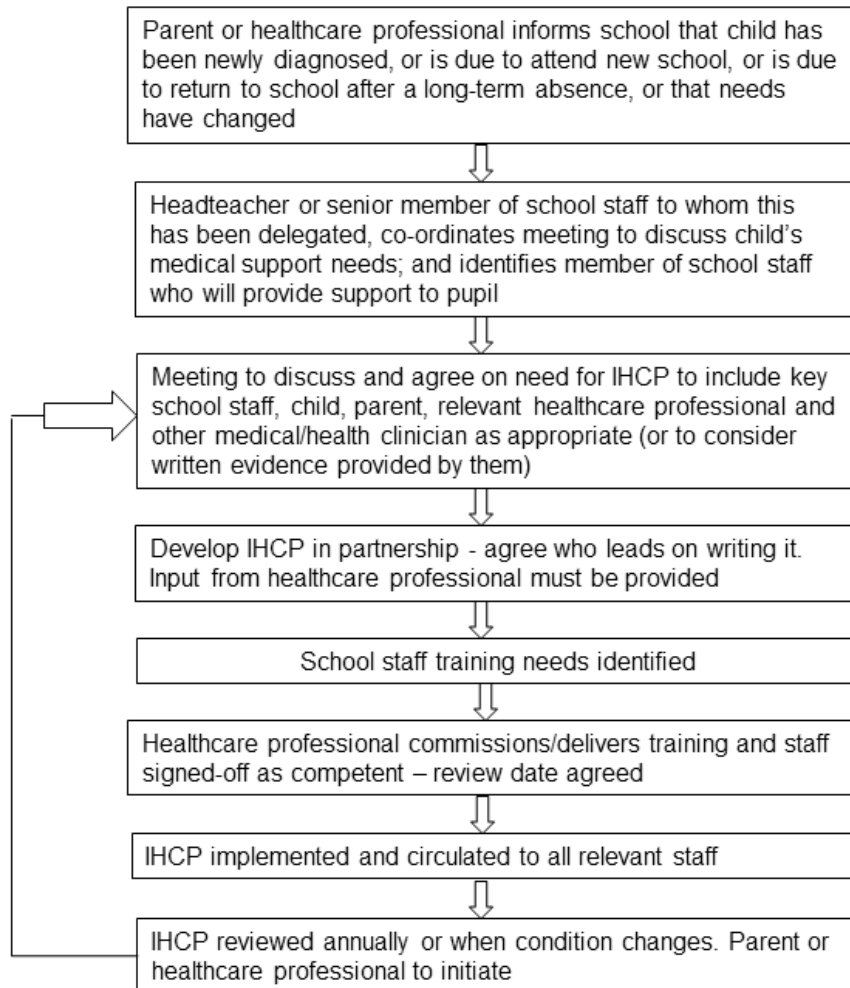 Parent or healthcare professional informs school that child has
been newly diagnosed, or is due to attend new school, or is due
to return to school after a long-term absence, or that needs
have changed
Headteacher or senior member of school staff to whom this
has been delegated, co-ordinates meeting to discuss child’s
medical support needs; and identifies member of school staff
who will provide support to pupil
Meeting to discuss and agree on need for IHCP to include key
school staff, child, parent, relevant healthcare professional and
other medical/health clinician as appropriate (or to consider
written evidence provided by them)
Develop IHCP in partnership - agree who leads on writing it.
Input from healthcare professional must be provided
School staff training needs identified
Healthcare professional commissions/delivers training and staff
signed-off as competent – review date agreed
IHCP implemented and circulated to all relevant staff
IHCP reviewed annually or when condition changes. Parent or
healthcare professional to initiate